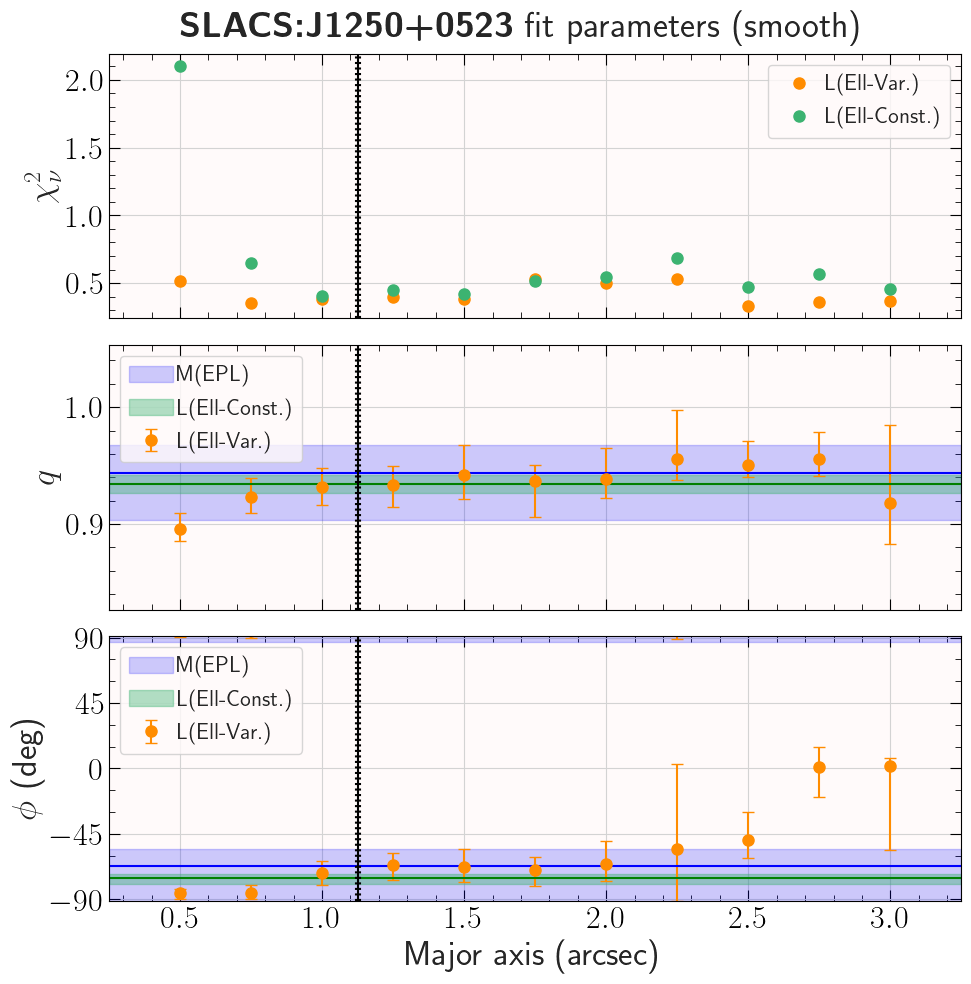 SLACS:J1250+0523 fit parameters (smooth)
2.0
1.5
1.0
0.5
χ²ᵥ
L(Ell-Var.)
L(Ell-Const.)
1.0
0.9
q
M(EPL)
L(Ell-Const.)
L(Ell-Var.)
90
45
0
−45
−90
ϕ (deg)
M(EPL)
L(Ell-Const.)
L(Ell-Var.)
0.5 1.0 1.5 2.0 2.5 3.0
Major axis (arcsec)